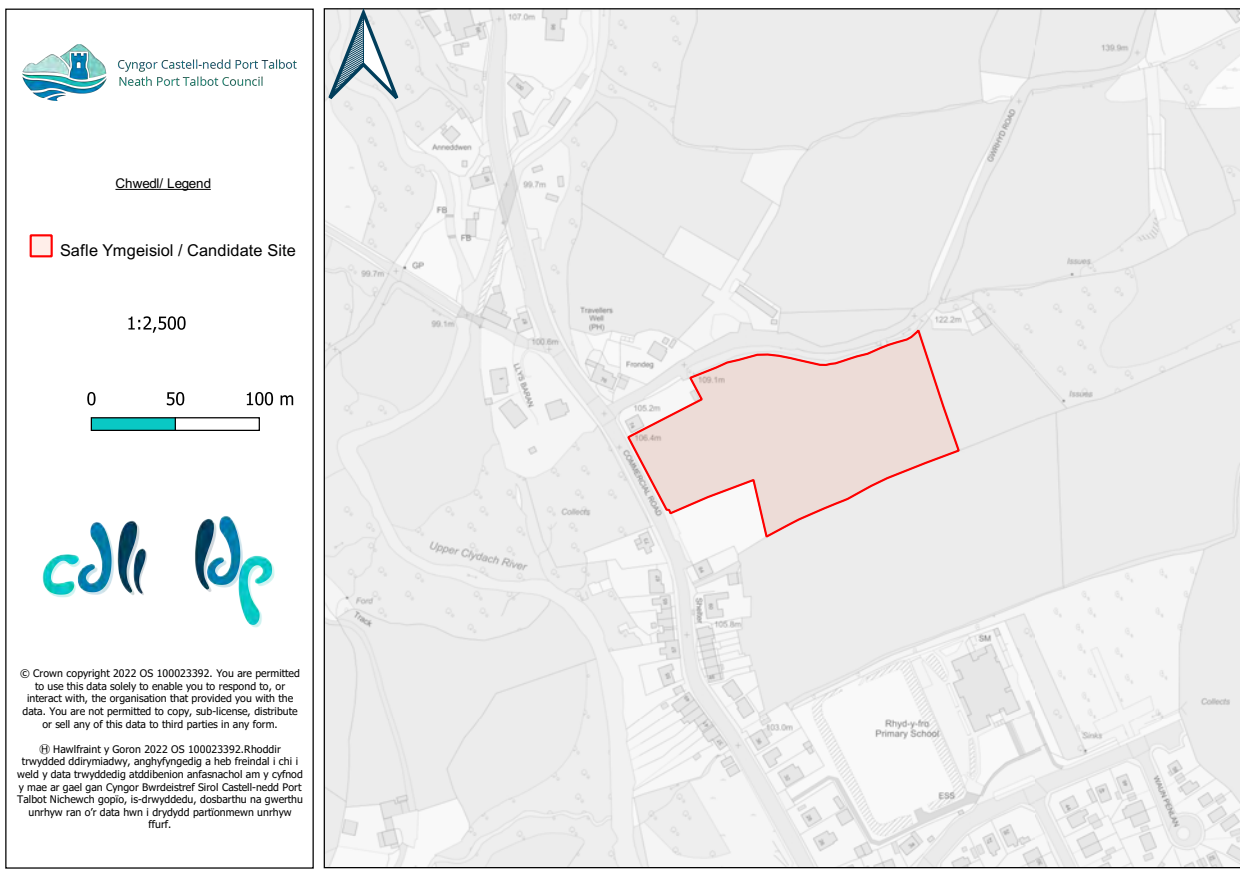 Cyngor Castell-nedd Port Talbot
Neath Port Talbot Council
Chwedl/ Legend
Safle Ymgeisiol / Candidate Site
1:2,500
0 50 100 m
cdll ldp
© Crown copyright 2022 OS 100023392. You are permitted
to use this data solely to enable you to respond to, or
interact with, the organisation that provided you with the
data. You are not permitted to copy, sub-license, distribute
or sell any of this data to third parties in any form.
Ⓗ Hawlfraint y Goron 2022 OS 100023392.Rhoddir
trwydded ddirymiadwy, anghyfyngedig a heb freindal i chi i
weld y data trwyddedig atddibenion anfasnachol am y cyfnod
y mae ar gael gan Cyngor Bwrdeistref Sirol Castell-nedd Port
Talbot Nichewch gopïo, is-drwyddedu, dosbarthu na gwerthu
unrhyw ran o'r data hwn i drydydd partïonmewn unrhyw
ffurf.
107.0m
139.9m
Anneddwen
GWRHYD ROAD
99.7m
FB
FB
GP
99.7m
Issues
99.1m
Travellers
Well
(PH)
122.2m
100.6m
Frondeg
LLYS BARAN
109.1m
Issues
105.2m
106.4m
COMMERCIAL ROAD
Collects
Upper Clydach River
Ford
Track
Shelter
105.8m
SM
Collects
103.0m
Rhyd-y-fro
Primary School
Sinks
ESS
WAUN PENLAN